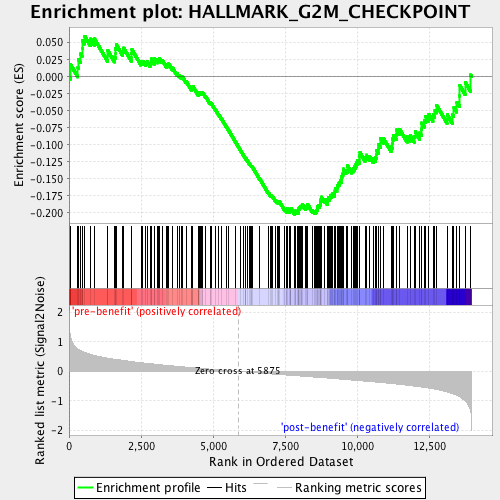 Enrichment plot: HALLMARK_G2M_CHECKPOINT
Enrichment score (ES)
0.050
0.025
0.000
-0.025
-0.050
-0.075
-0.100
-0.125
-0.150
-0.175
-0.200
'pre-benefit' (positively correlated)
Ranked list metric (Signal2Noise)
2
1
0
-1
-2
Zero cross at 5875
'post-benefit' (negatively correlated)
0
2,500
5,000
7,500
10,000
12,500
Rank in Ordered Dataset
Enrichment profile
Hits
Ranking metric scores